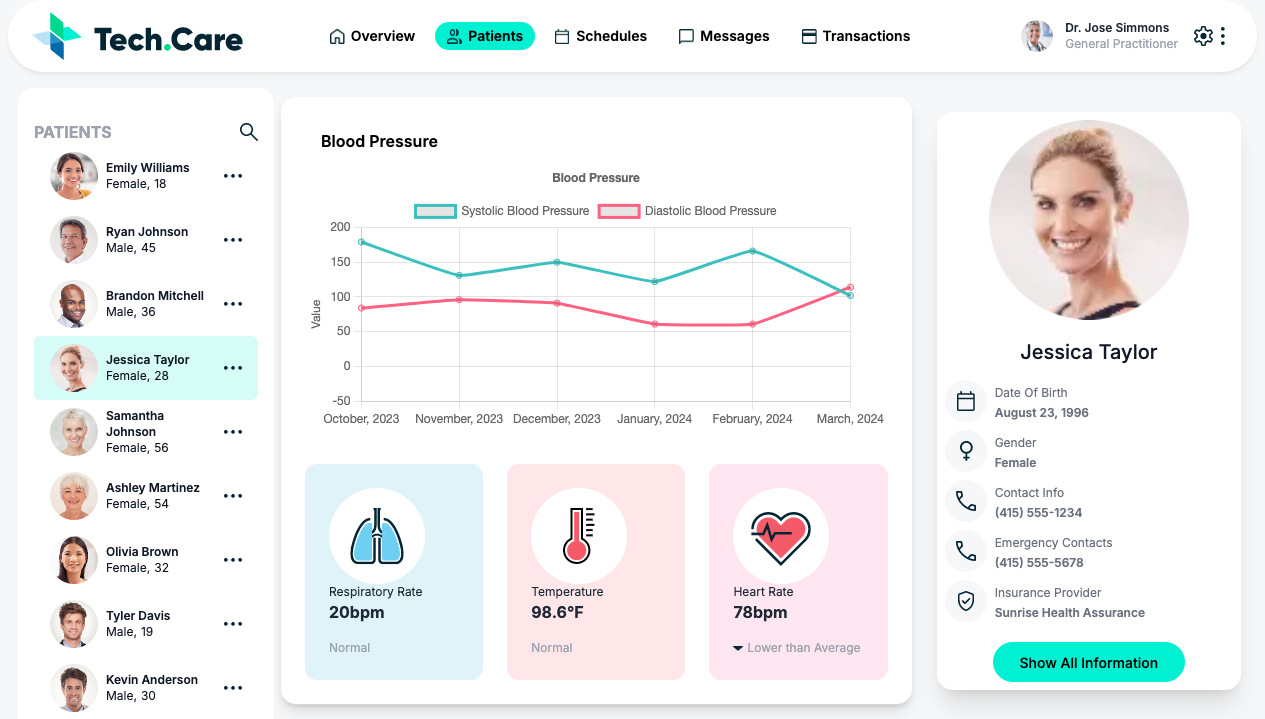 Tech.Care
Overview
Patients
Schedules
Messages
Transactions
Dr. Jose Simmons
General Practitioner
PATIENTS
Emily Williams
Female, 18
Ryan Johnson
Male, 45
Brandon Mitchell
Male, 36
Jessica Taylor
Female, 28
Samantha
Johnson
Female, 56
Ashley Martinez
Female, 54
Olivia Brown
Female, 32
Tyler Davis
Male, 19
Kevin Anderson
Male, 30
Blood Pressure
Blood Pressure
Systolic Blood Pressure
Diastolic Blood Pressure
Value
200
150
100
50
0
-50
October, 2023
November, 2023
December, 2023
January, 2024
February, 2024
March, 2024
Respiratory Rate
20bpm
Normal
Temperature
98.6°F
Normal
Heart Rate
78bpm
Lower than Average
Jessica Taylor
Date Of Birth
August 23, 1996
Gender
Female
Contact Info
(415) 555-1234
Emergency Contacts
(415) 555-5678
Insurance Provider
Sunrise Health Assurance
Show All Information